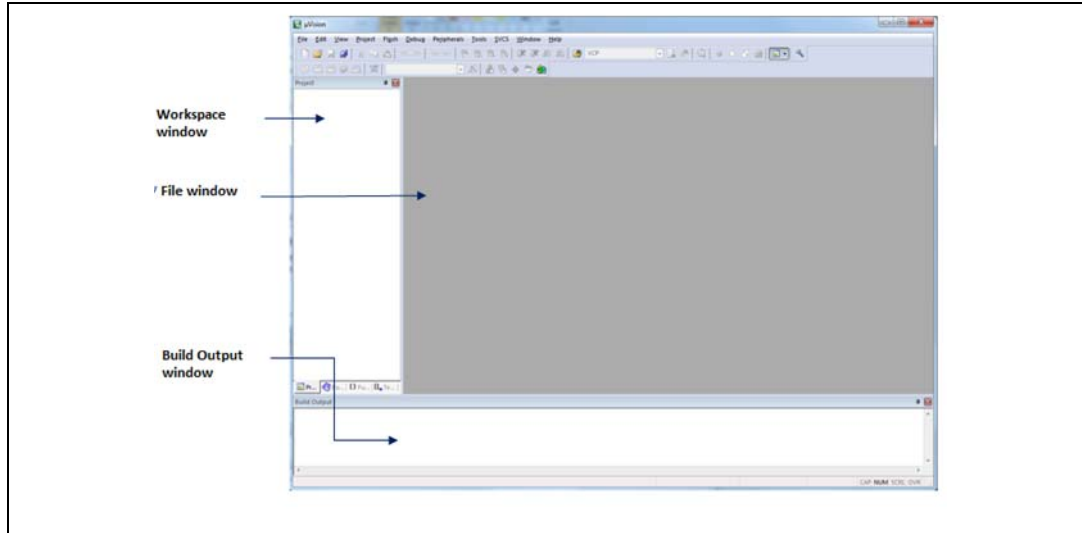 µVision
File Edit View Project Flash Debug Peripherals Tools SVCS Window Help
VCP
Project
Workspace
window
File window
Build Output
window
Build Output
CAP NUM SCRL OVR